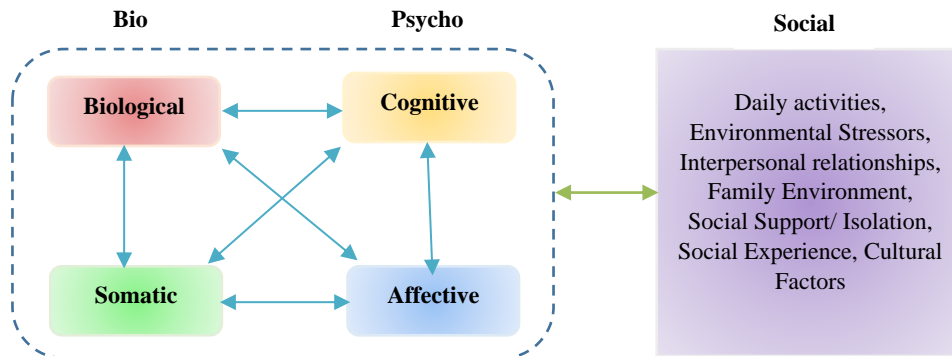 Bio
Psycho
Social
Biological
Cognitive
Somatic
Affective
Daily activities,
Environmental Stressors,
Interpersonal relationships,
Family Environment,
Social Support/ Isolation,
Social Experience, Cultural
Factors